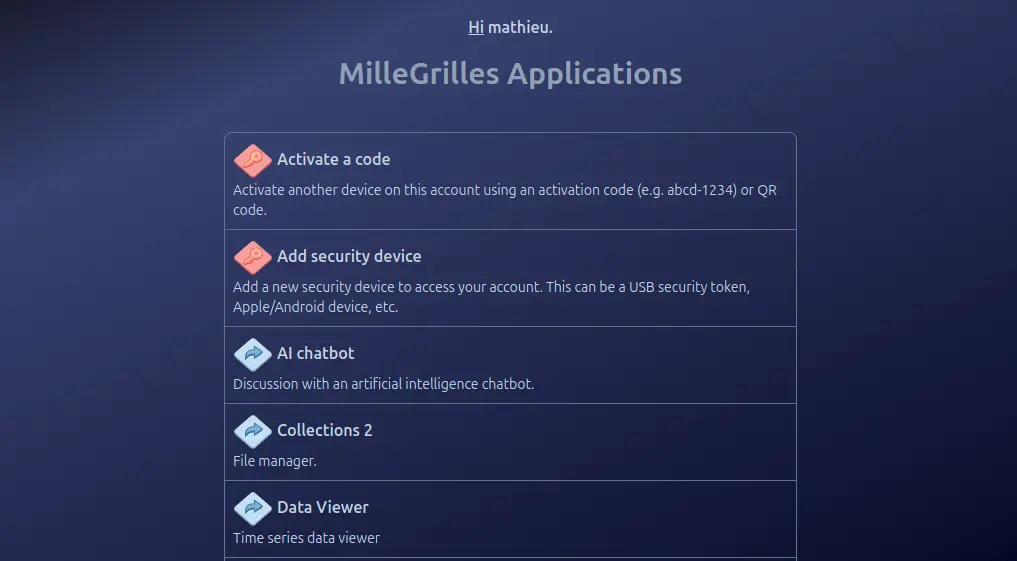 Hi mathieu.
MilleGrilles Applications
Activate a code
Activate another device on this account using an activation code (e.g. abcd-1234) or QR
code.
Add security device
Add a new security device to access your account. This can be a USB security token,
Apple/Android device, etc.
AI chatbot
Discussion with an artificial intelligence chatbot.
Collections 2
File manager.
Data Viewer
Time series data viewer